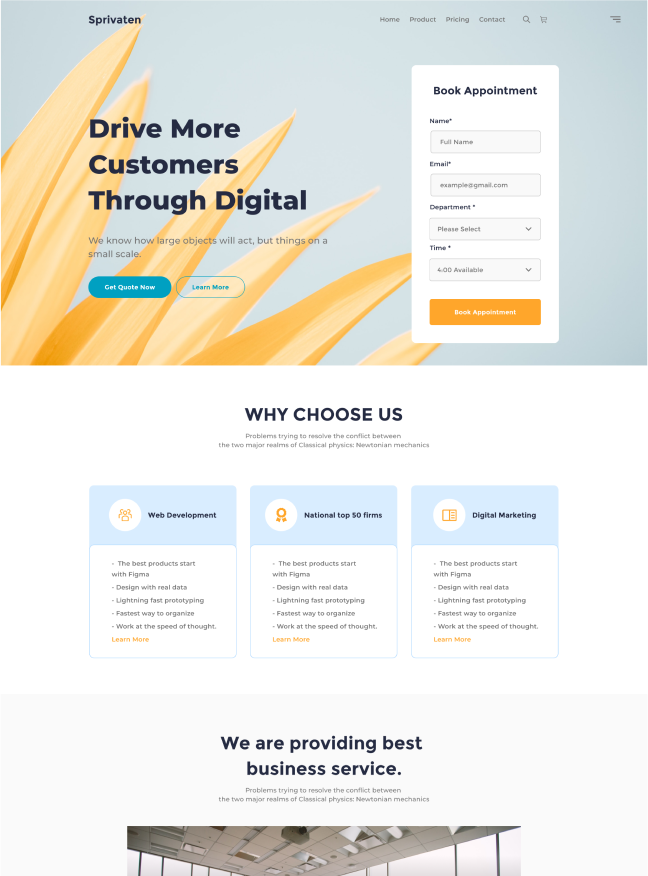 Sprivaten
Home Product Pricing Contact
Drive More
Customers
Through Digital
We know how large objects will act, but things on a
small scale.
Get Quote Now
Learn More
Book Appointment
Name*
Full Name
Email*
example@gmail.com
Department *
Please Select
Time *
4:00 Available
Book Appointment
WHY CHOOSE US
Problems trying to resolve the conflict between
the two major realms of Classical physics: Newtonian mechanics
Web Development
- The best products start
with Figma
- Design with real data
- Lightning fast prototyping
- Fastest way to organize
- Work at the speed of thought.
Learn More
National top 50 firms
- The best products start
with Figma
- Design with real data
- Lightning fast prototyping
- Fastest way to organize
- Work at the speed of thought.
Learn More
Digital Marketing
- The best products start
with Figma
- Design with real data
- Lightning fast prototyping
- Fastest way to organize
- Work at the speed of thought.
Learn More
We are providing best
business service.
Problems trying to resolve the conflict between
the two major realms of Classical physics: Newtonian mechanics